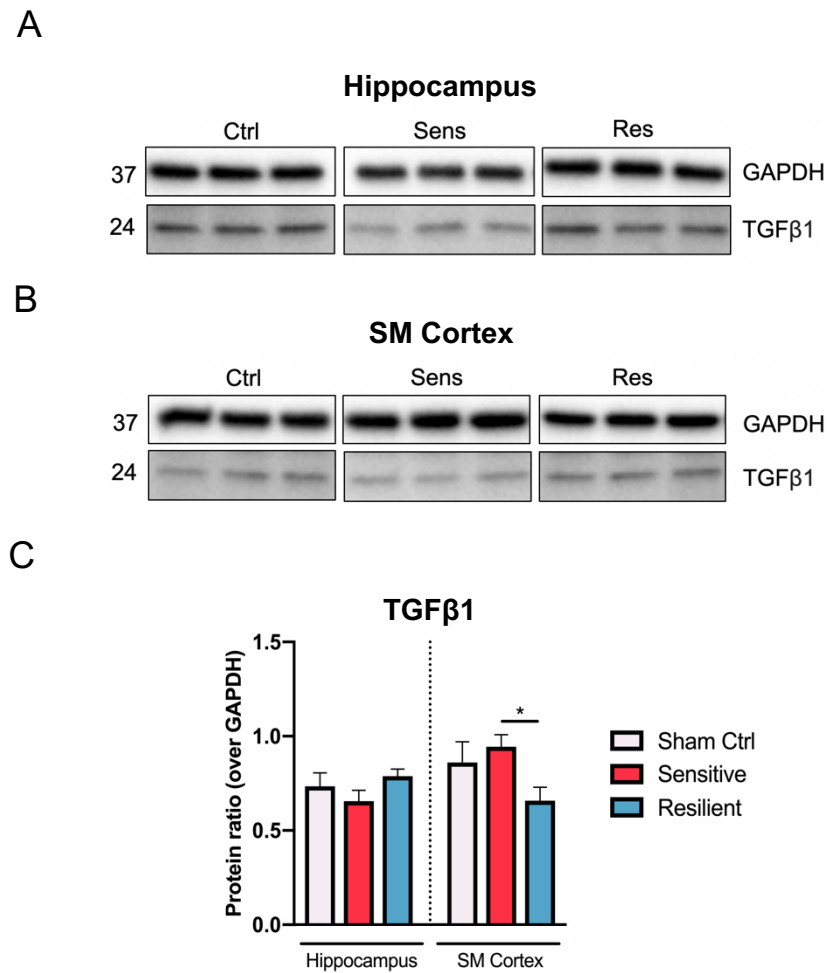 A
Hippocampus
Ctrl Sens Res
37 GAPDH
24 TGFβ1
B
SM Cortex
Ctrl Sens Res
37 GAPDH
24 TGFβ1
C
TGFβ1
Protein ratio (over GAPDH)
1.5
1.0
0.5
0.0
*
Hippocampus SM Cortex
Sham Ctrl
Sensitive
Resilient